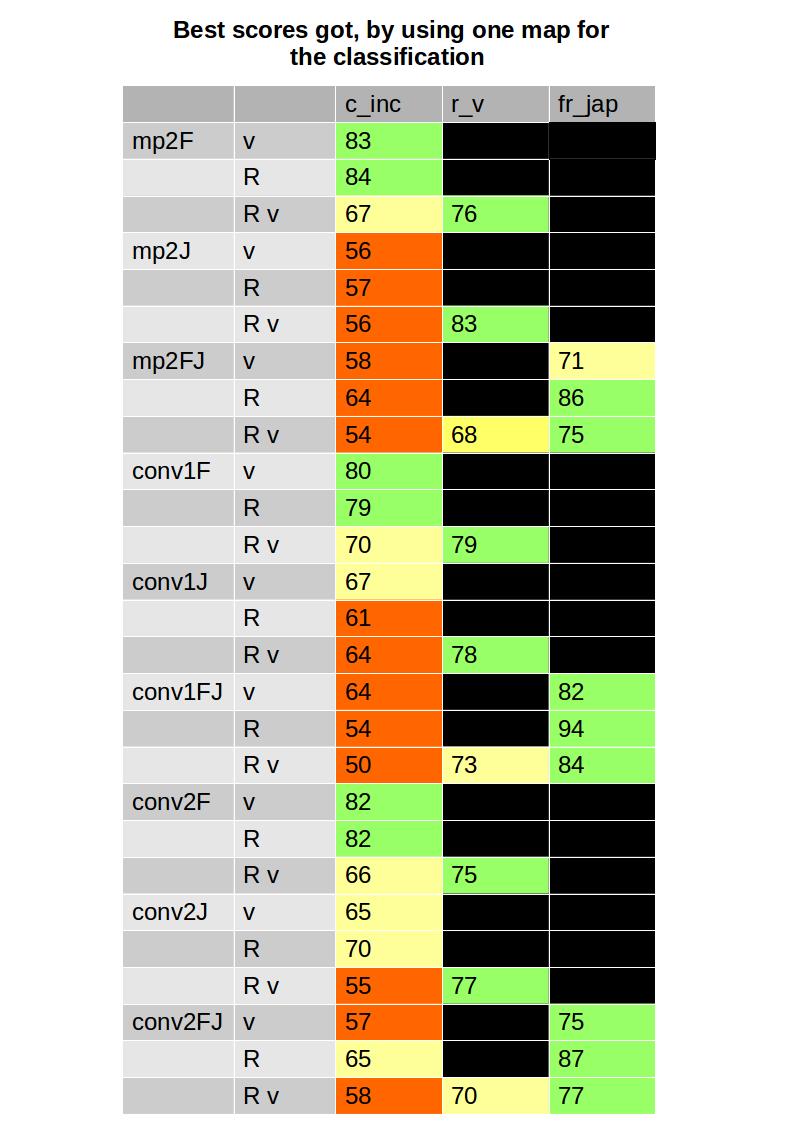 Best scores got, by using one map for
the classification
c_inc r_v fr_jap
mp2F v 83
R 84
R v 67 76
mp2J v 56
R 57
R v 56 83
mp2FJ v 58 71
R 64 86
R v 54 68 75
conv1F v 80
R 79
R v 70 79
conv1J v 67
R 61
R v 64 78
conv1FJ v 64 82
R 54 94
R v 50 73 84
conv2F v 82
R 82
R v 66 75
conv2J v 65
R 70
R v 55 77
conv2FJ v 57 75
R 65 87
R v 58 70 77